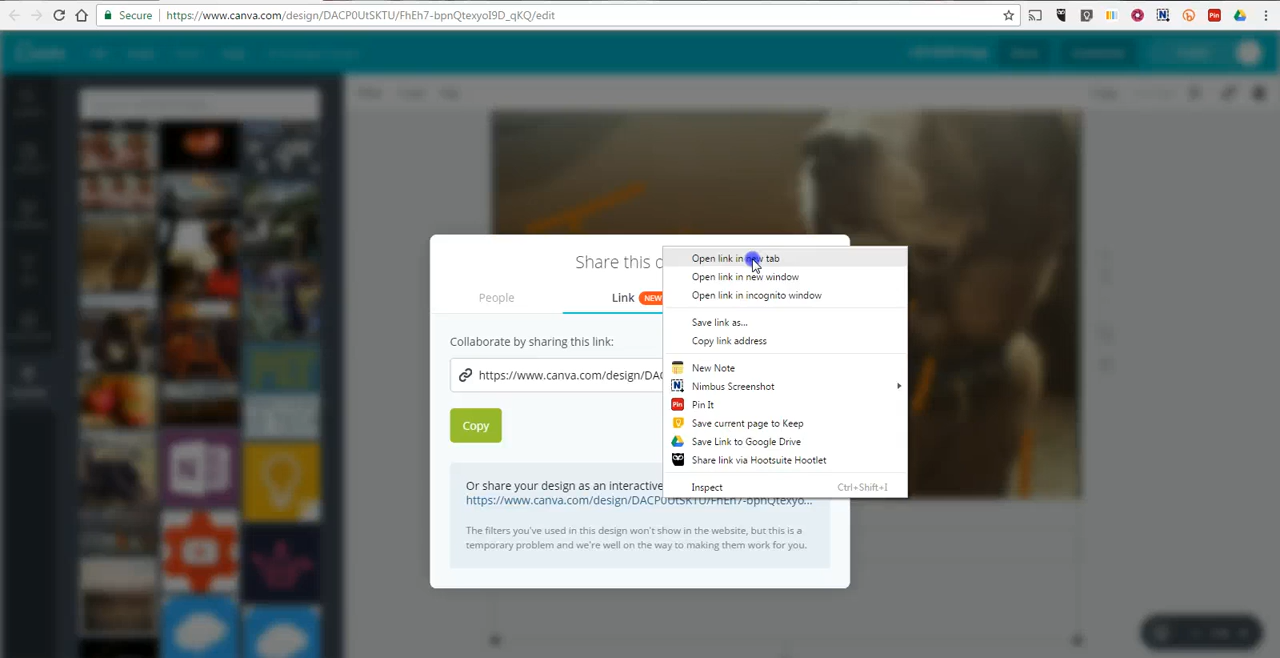 Secure
https://www.canva.com/design/DACP0UtSKTU/FhEh7-bpnQtexyoI9D_qKQ/edit
Pin
Share this d
People
Link NEW
Collaborate by sharing this link:
https://www.canva.com/design/DAC
Copy
Or share your design as an interactive
https://www.canva.com/design/DACP0UtSKTU/FhEh7-bpnQtexyo...
The filters you've used in this design won't show in the website, but this is a
temporary problem and we're well on the way to making them work for you.
Open link in new tab
Open link in new window
Open link in incognito window
Save link as...
Copy link address
New Note
Nimbus Screenshot
Pin Pin It
Save current page to Keep
Save Link to Google Drive
Share link via Hootsuite Hootlet
Inspect Ctrl+Shift+I